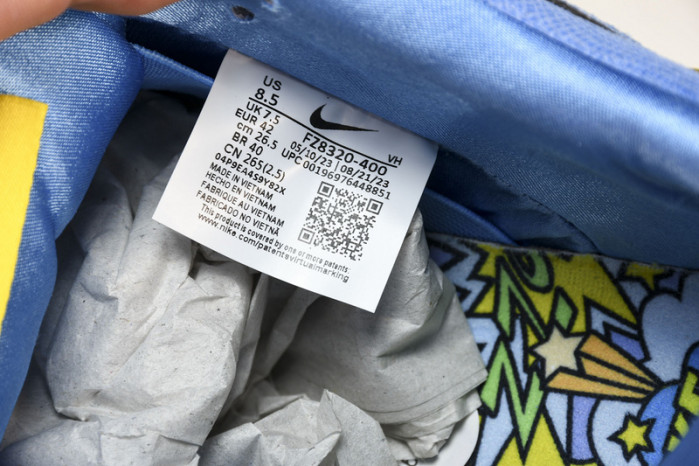 US
8.5
UK 7.5
EUR 42
cm 26.5
BR 40
CN 265(2.5)
04P9EA4S9Y82X
FZ8320-400
VH
05/10/23 08/21/23
UPC 00196976448851
MADE IN VIETNAM
HECHO EN VIETNAM
FABRIQUE AU VIETNAM
FABRICADO NO VIETNÃ
This product is covered by one or more patents:
www.nike.com/patentsvirtualmarking